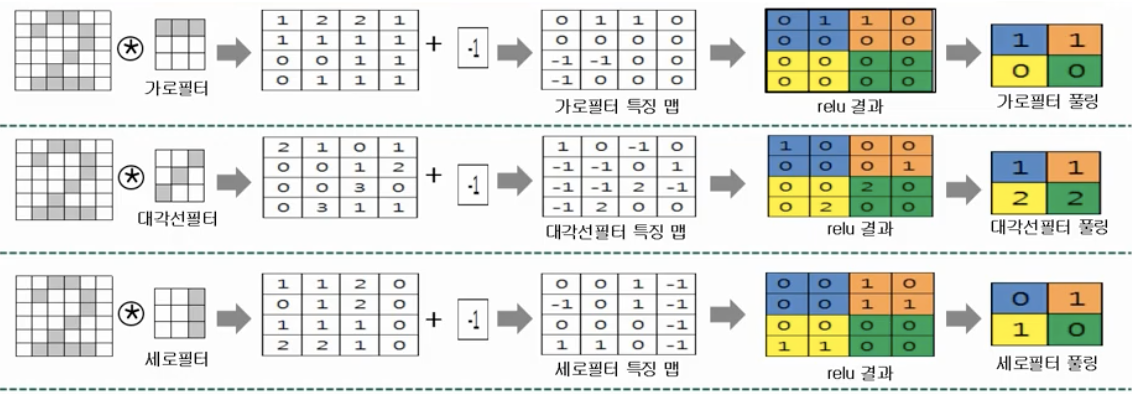 1 2 2 1 0 1 1 0 0 1 1 0
1 1 1 1 + -1 0 0 0 0 0 0 0 0 1 1
0 0 1 1 -1 -1 0 0 0 0 0 0 0 0
0 1 1 1 -1 0 0 0 0 0 0 0
가로필터 가로필터 특징 맵 relu 결과 가로필터 풀링
2 1 0 1 1 0 -1 0 1 0 0 0
0 0 1 2 + -1 -1 -1 0 1 0 0 0 1 1 1
0 0 3 0 -1 -1 2 -1 0 0 2 0 2 2
0 3 1 1 -1 2 0 0 0 2 0 0
대각선필터 대각선필터 특징 맵 relu 결과 대각선필터 풀링
1 1 2 0 0 0 1 -1 0 0 1 0
0 1 2 0 + -1 -1 0 1 -1 0 0 1 1 0 1
1 1 1 0 0 0 0 -1 0 0 0 0 1 0
2 2 1 0 1 1 0 -1 1 1 0 0
세로필터 세로필터 특징 맵 relu 결과 세로필터 풀링